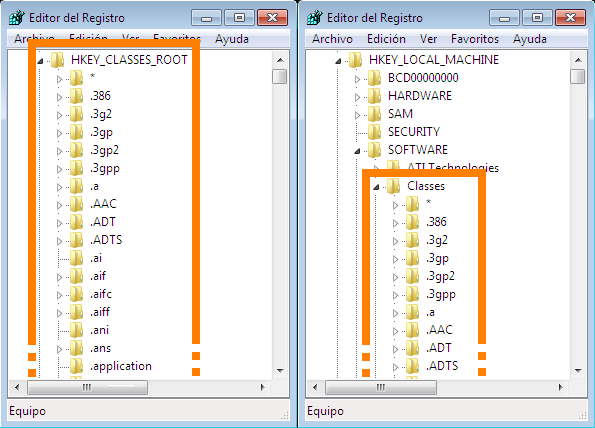 Editor del Registro
Archivo Edición Ver Favoritos Ayuda
HKEY_CLASSES_ROOT
*
.386
.3g2
.3gp
.3gp2
.3gpp
.a
.AAC
.ADT
.ADTS
.ai
.aif
.aifc
.aiff
.ani
.ans
.application
Equipo
Editor del Registro
Archivo Edición Ver Favoritos Ayuda
HKEY_LOCAL_MACHINE
BCD00000000
HARDWARE
SAM
SECURITY
SOFTWARE
ATI Technologies
Classes
*
.386
.3g2
.3gp
.3gp2
.3gpp
.a
.AAC
.ADT
.ADTS
Equipo